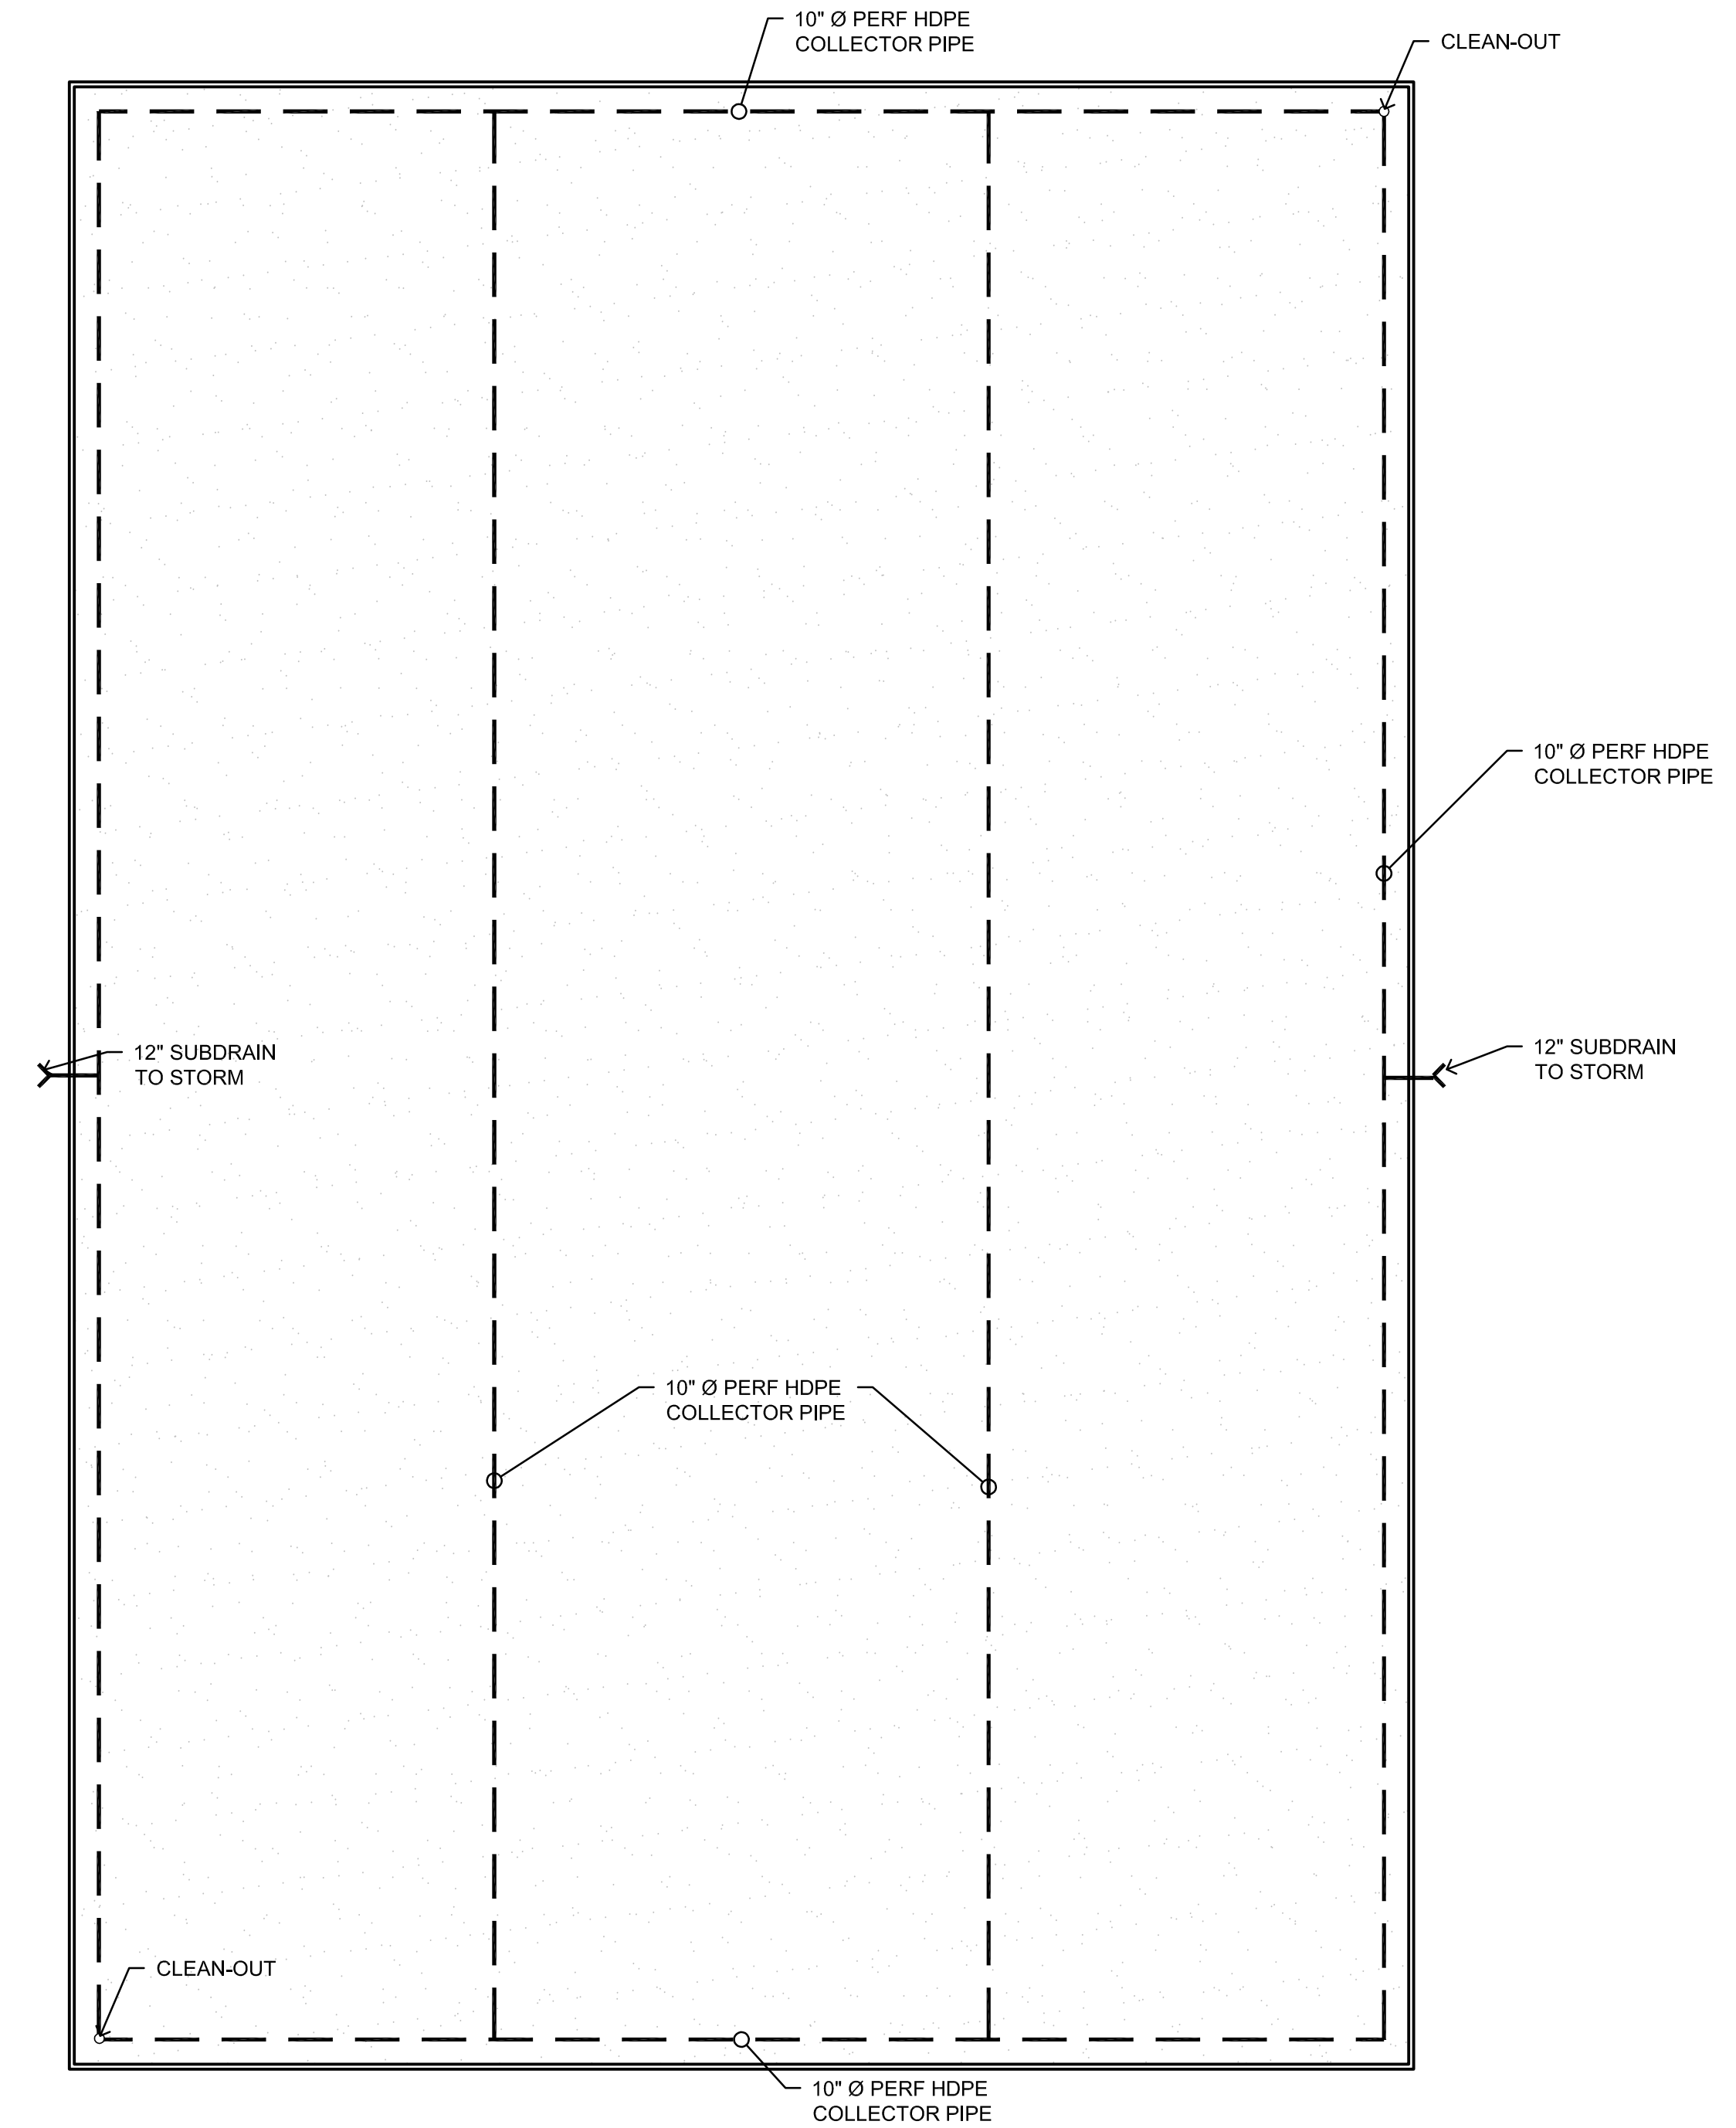 10" Ø PERF HDPE
COLLECTOR PIPE
CLEAN-OUT
10" Ø PERF HDPE
COLLECTOR PIPE
12" SUBDRAIN
TO STORM
12" SUBDRAIN
TO STORM
10" Ø PERF HDPE
COLLECTOR PIPE
CLEAN-OUT
10" Ø PERF HDPE
COLLECTOR PIPE